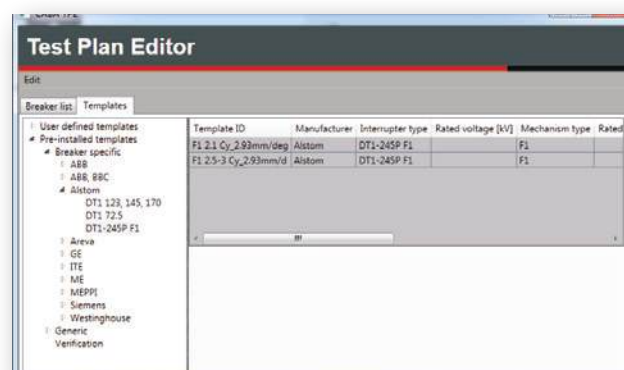 Test Plan Editor
Edit
Breaker list Templates
User defined templates
Pre-installed templates
Breaker specific
ABB
ABB, BBC
Alstom
DT1 123, 145, 170
DT1 72.5
DT1-245P F1
Areva
GE
ITE
ME
MEPPI
Siemens
Westinghouse
Generic
Verification
Template ID Manufacturer Interrupter type Rated voltage [kV] Mechanism type Rated
F1 2.1 Cy_2.93mm/deg Alstom DT1-245P F1 F1
F1 2.5-3 Cy_2.93mm/d Alstom DT1-245P F1 F1